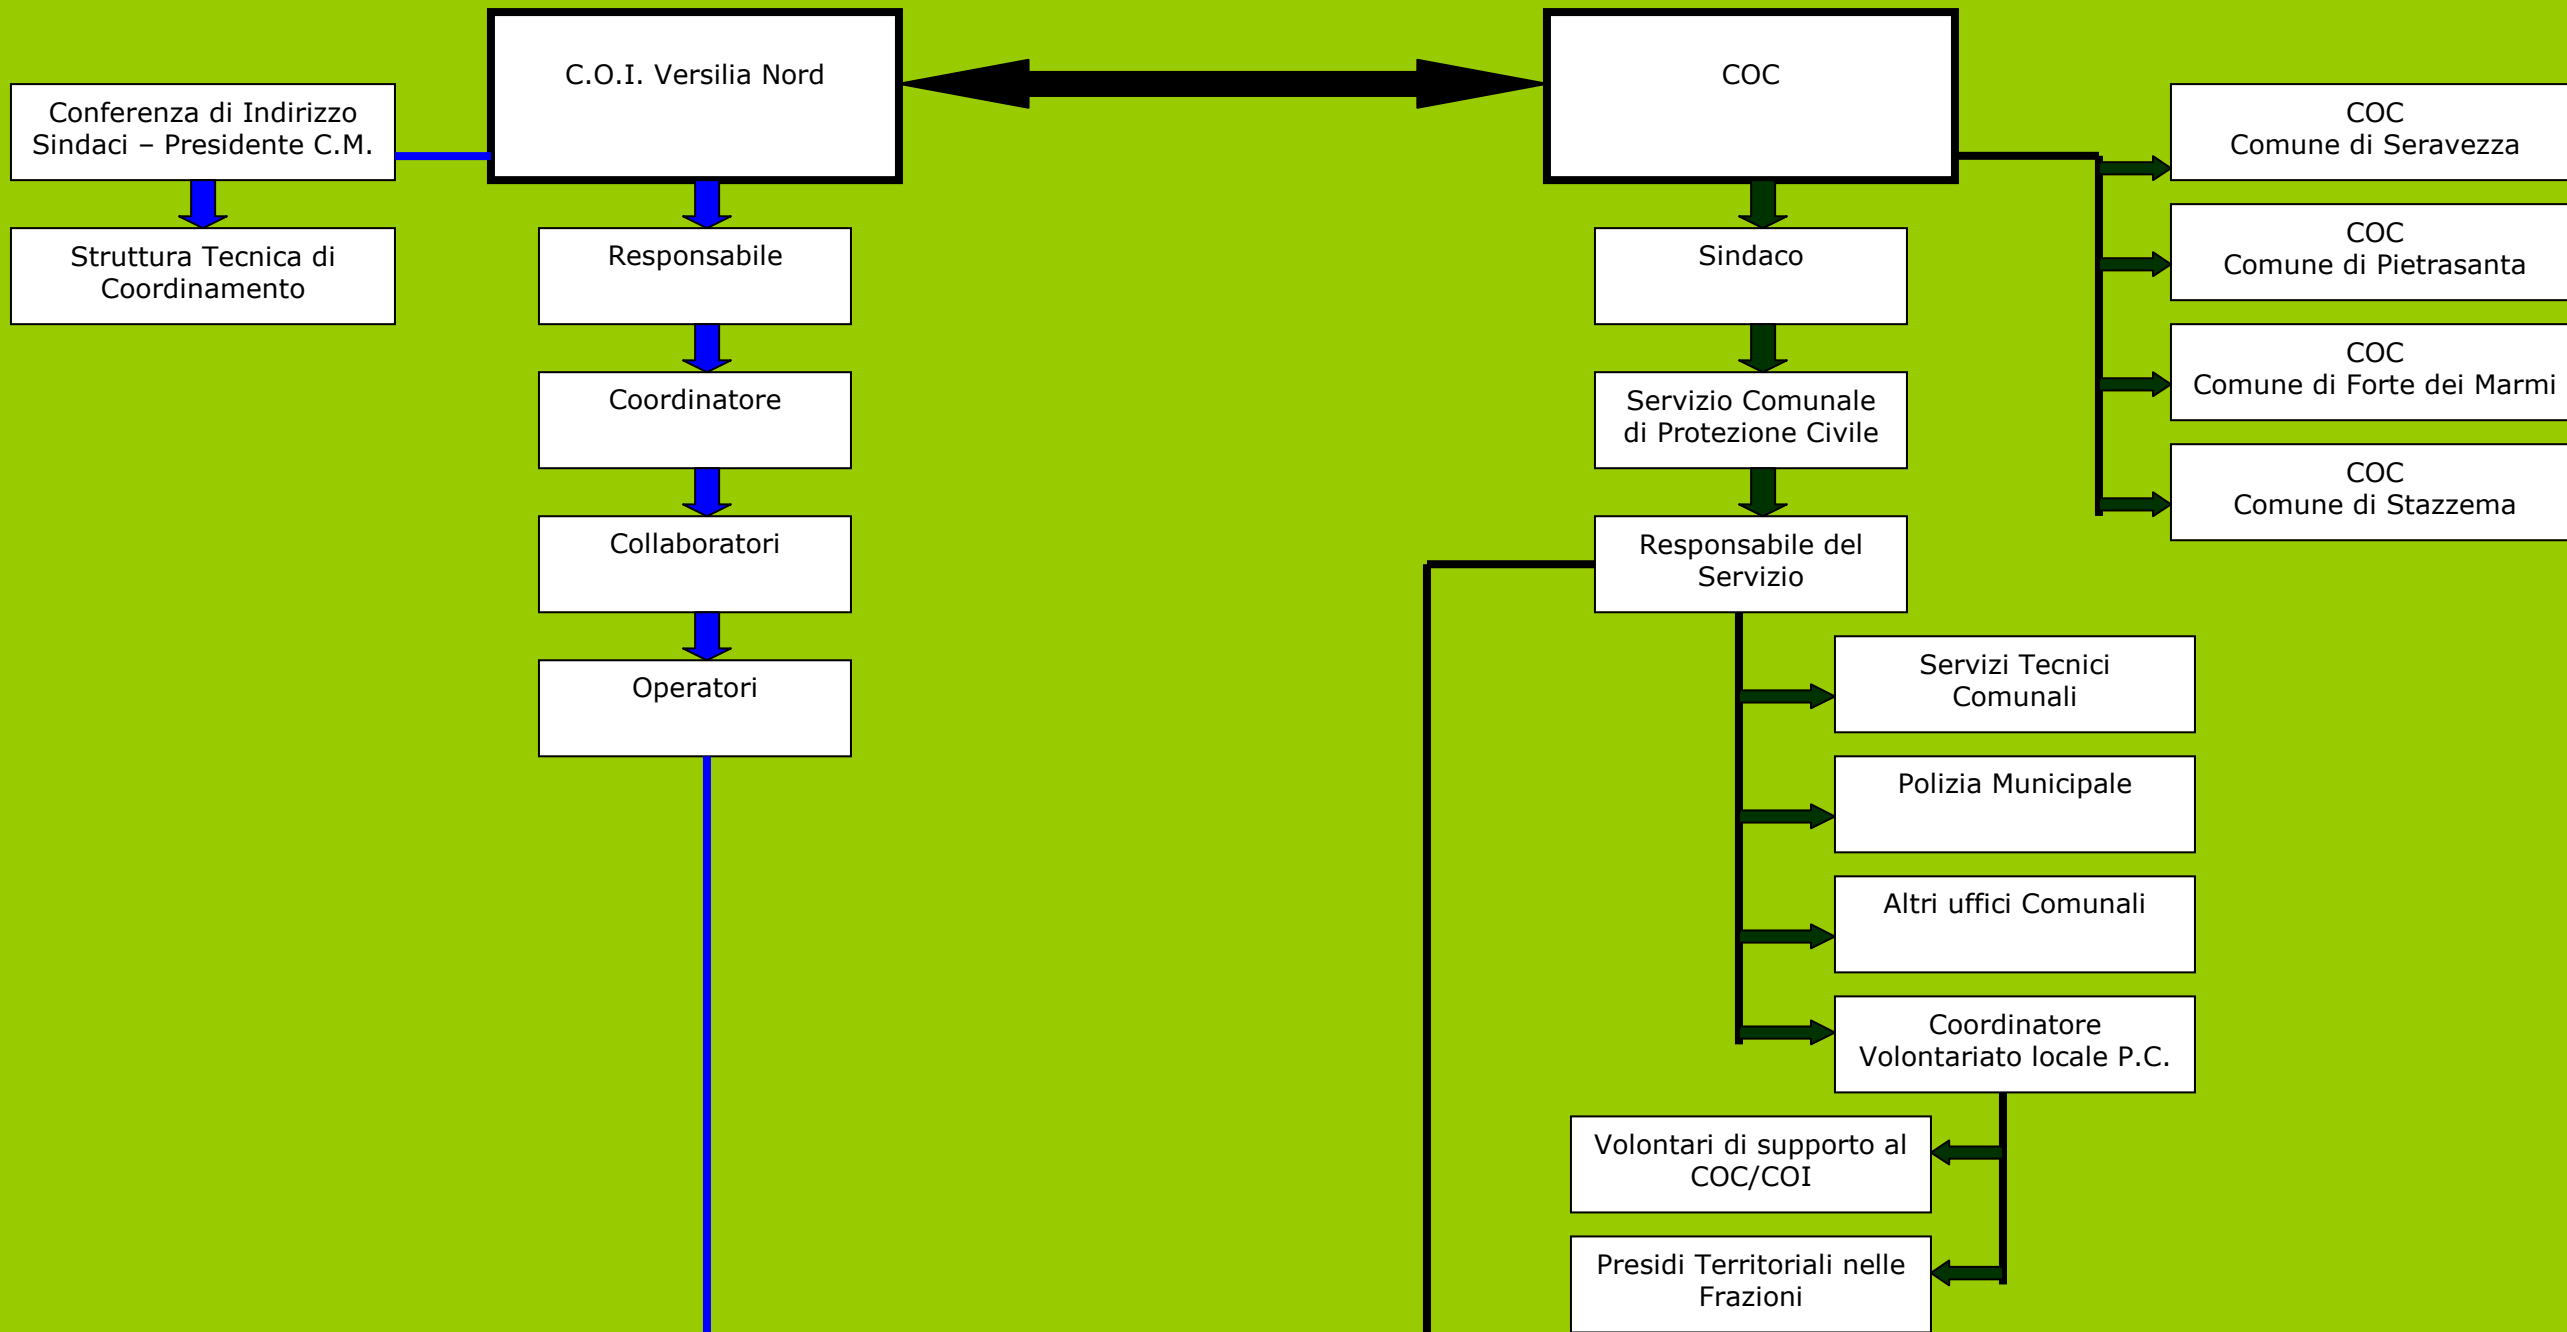 C.O.I. Versilia Nord
COC
Conferenza di Indirizzo
Sindaci – Presidente C.M.
Struttura Tecnica di
Coordinamento
Responsabile
Coordinatore
Collaboratori
Operatori
Sindaco
Servizio Comunale
di Protezione Civile
Responsabile del
Servizio
COC
Comune di Seravezza
COC
Comune di Pietrasanta
COC
Comune di Forte dei Marmi
COC
Comune di Stazzema
Servizi Tecnici
Comunali
Polizia Municipale
Altri uffici Comunali
Coordinatore
Volontariato locale P.C.
Volontari di supporto al
COC/COI
Presidi Territoriali nelle
Frazioni